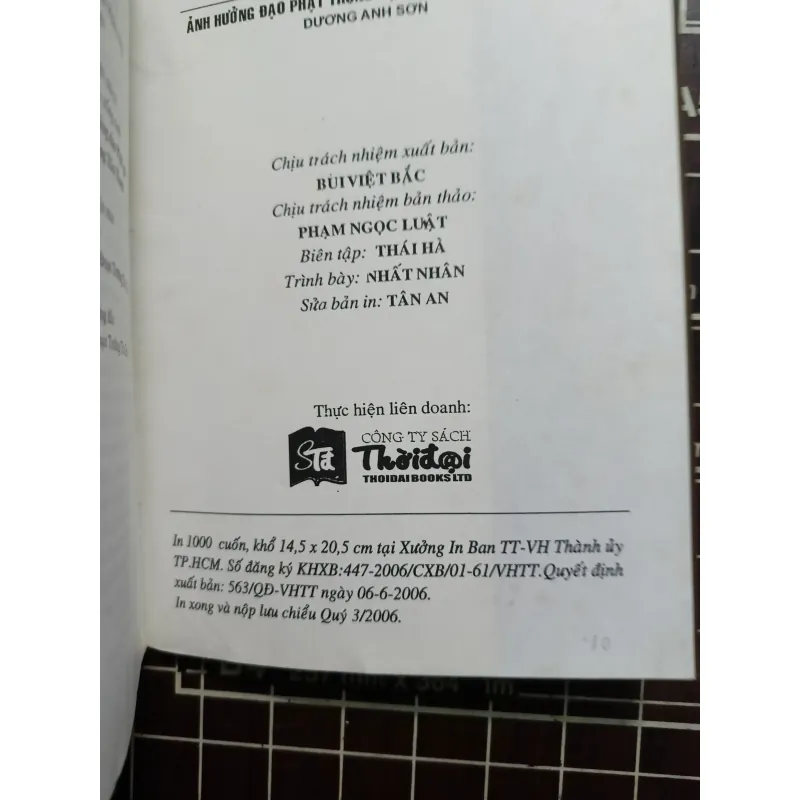 ẢNH HƯỞNG ĐẠO PHẬT
DƯƠNG ANH SƠN
Chịu trách nhiệm xuất bản:
BÙI VIỆT BẮC
Chịu trách nhiệm bản thảo:
PHẠM NGỌC LUẬT
Biên tập: THÁI HÀ
Trình bày: NHẤT NHÂN
Sửa bản in: TÂN AN
Thực hiện liên doanh:
STđ
CÔNG TY SÁCH
Thời đại
THOIDAI BOOKS LTD
In 1000 cuốn, khổ 14,5 x 20,5 cm tại Xưởng In Ban TT-VH Thành ủy
TP.HCM. Số đăng ký KHXB:447-2006/CXB/01-61/VHTT.Quyết định
xuất bản: 563/QĐ-VHTT ngày 06-6-2006.
In xong và nộp lưu chiểu Quý 3/2006.